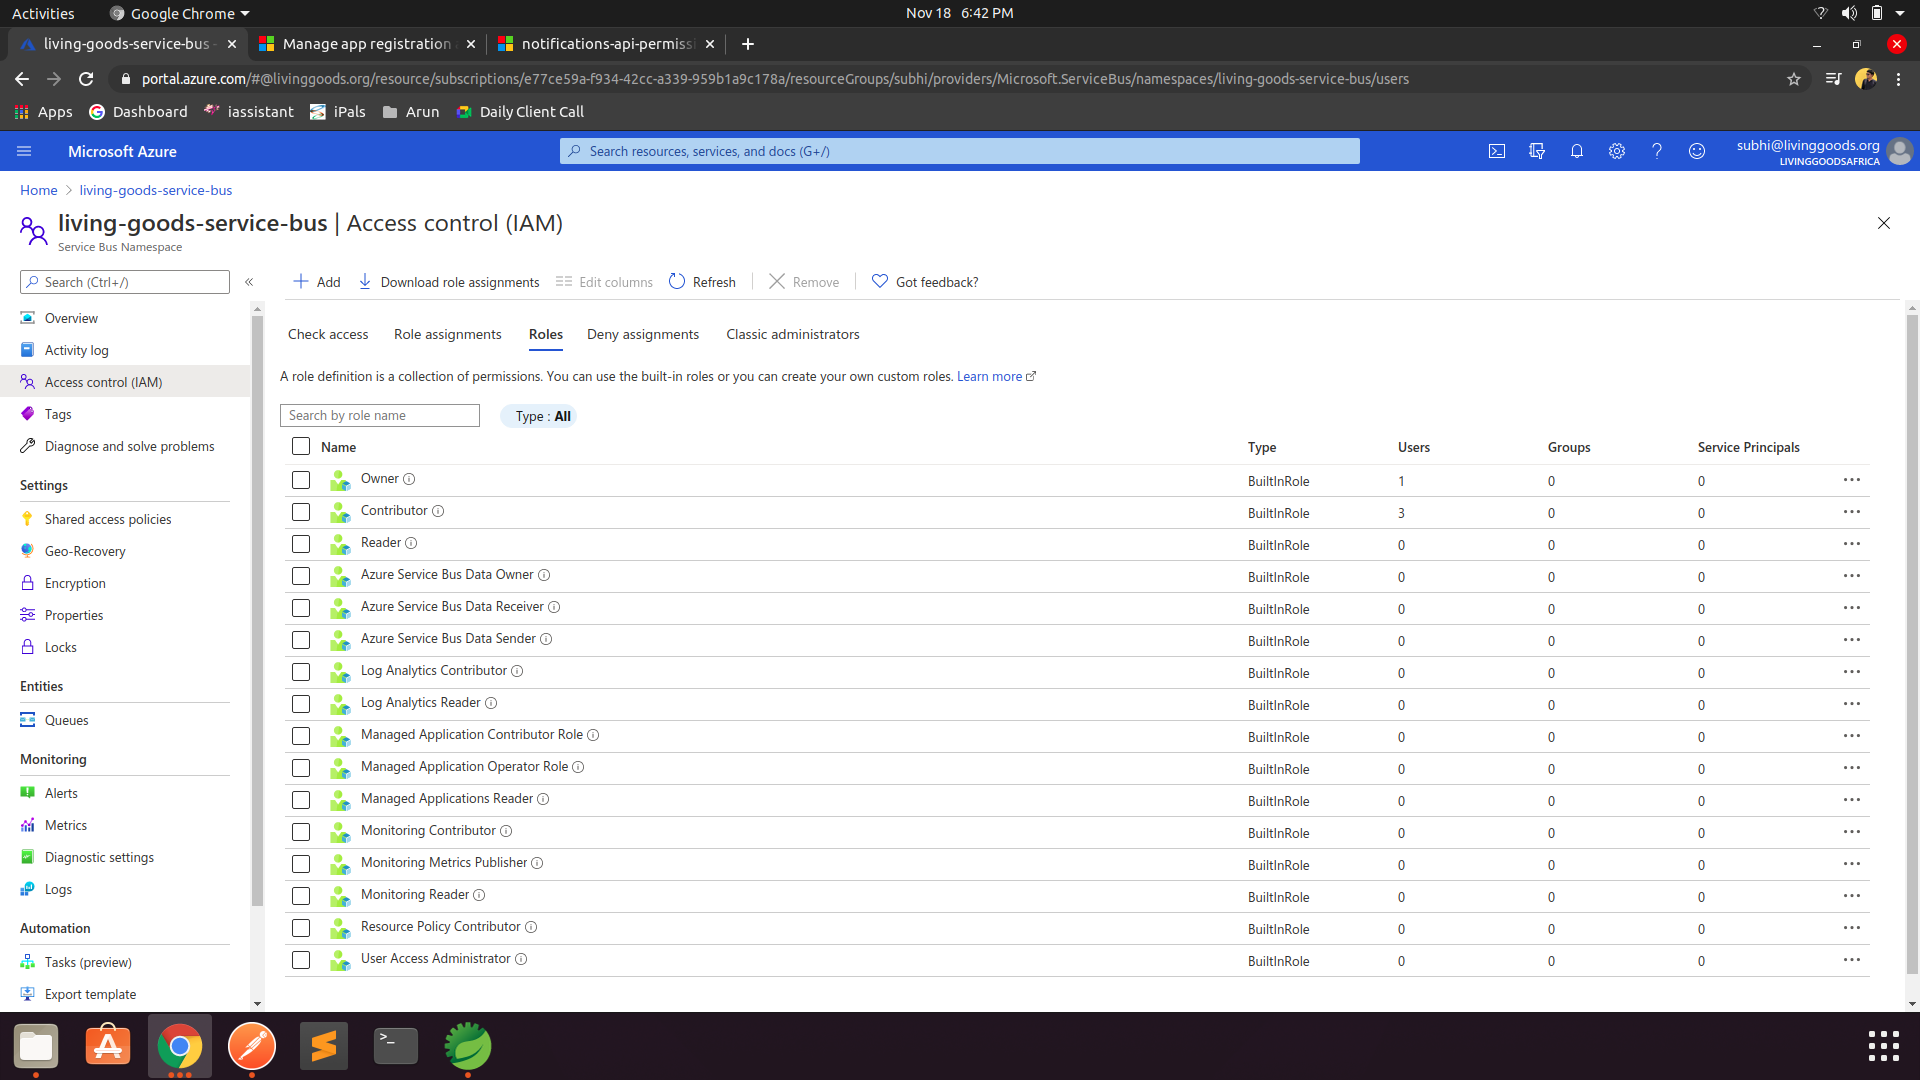 Activities
Google Chrome
Nov 18 6:42 PM
living-goods-service-bus -
Manage app registration
notifications-api-permissi
portal.azure.com/#@livinggoods.org/resource/subscriptions/e77ce59a-f934-42cc-a339-959b1a9c178a/resourceGroups/subhi/providers/Microsoft.ServiceBus/namespaces/living-goods-service-bus/users
Apps
Dashboard
iassistant
iPals
Arun
Daily Client Call
Microsoft Azure
Search resources, services, and docs (G+/)
subhi@livinggoods.org
LIVINGGOODSAFRICA
Home > living-goods-service-bus
living-goods-service-bus | Access control (IAM)
Service Bus Namespace
Search (Ctrl+/)
«
Overview
Activity log
Access control (IAM)
Tags
Diagnose and solve problems
Settings
Shared access policies
Geo-Recovery
Encryption
Properties
Locks
Entities
Queues
Monitoring
Alerts
Metrics
Diagnostic settings
Logs
Automation
Tasks (preview)
Export template
Add
Download role assignments
Edit columns
Refresh
Remove
Got feedback?
Check access
Role assignments
Roles
Deny assignments
Classic administrators
A role definition is a collection of permissions. You can use the built-in roles or you can create your own custom roles. Learn more
Search by role name
Type : All
Name Type Users Groups Service Principals
Owner BuiltInRole 1 0 0
Contributor BuiltInRole 3 0 0
Reader BuiltInRole 0 0 0
Azure Service Bus Data Owner BuiltInRole 0 0 0
Azure Service Bus Data Receiver BuiltInRole 0 0 0
Azure Service Bus Data Sender BuiltInRole 0 0 0
Log Analytics Contributor BuiltInRole 0 0 0
Log Analytics Reader BuiltInRole 0 0 0
Managed Application Contributor Role BuiltInRole 0 0 0
Managed Application Operator Role BuiltInRole 0 0 0
Managed Applications Reader BuiltInRole 0 0 0
Monitoring Contributor BuiltInRole 0 0 0
Monitoring Metrics Publisher BuiltInRole 0 0 0
Monitoring Reader BuiltInRole 0 0 0
Resource Policy Contributor BuiltInRole 0 0 0
User Access Administrator BuiltInRole 0 0 0